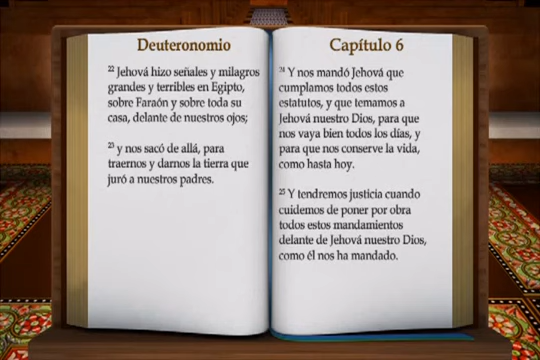 Deuteronomio
22 Jehová hizo señales y milagros
grandes y terribles en Egipto,
sobre Faraón y sobre toda su
casa, delante de nuestros ojos;
23 y nos sacó de allá, para
traernos y darnos la tierra que
juró a nuestros padres.
Capítulo 6
24 Y nos mandó Jehová que
cumplamos todos estos
estatutos, y que temamos a
Jehová nuestro Dios, para que
nos vaya bien todos los días, y
para que nos conserve la vida,
como hasta hoy.
25 Y tendremos justicia cuando
cuidemos de poner por obra
todos estos mandamientos
delante de Jehová nuestro Dios,
como él nos ha mandado.